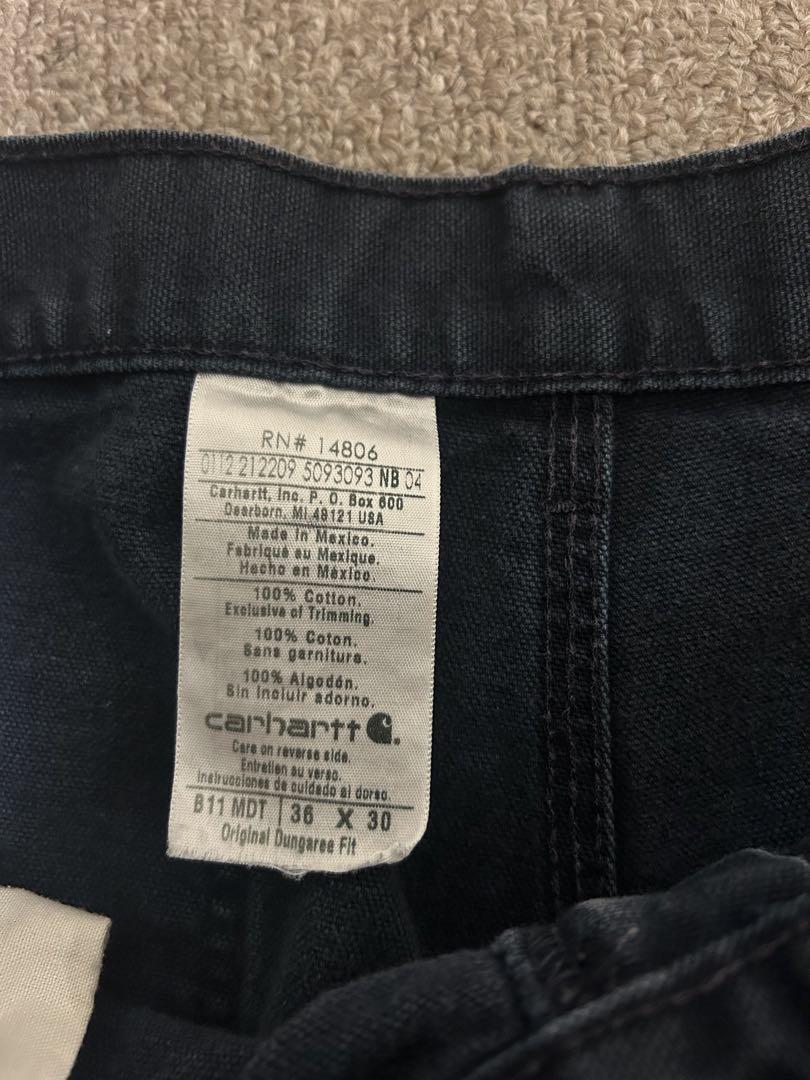 RN# 14806
0112 212209 5093093 NB 04
Carhartt, Inc. P. O. Box 600
Dearborn, MI 48121 USA
Made in Mexico.
Fabriqué au Mexique.
Hecho en México.
100% Cotton.
Exclusive of Trimming.
100% Coton.
Sans garniture.
100% Algodón.
Sin incluir adorno.
carhartt
Care on reverse side.
Entretien au verso.
Instrucciones de cuidado al dorso.
B11 MDT 36 X 30
Original Dungaree Fit